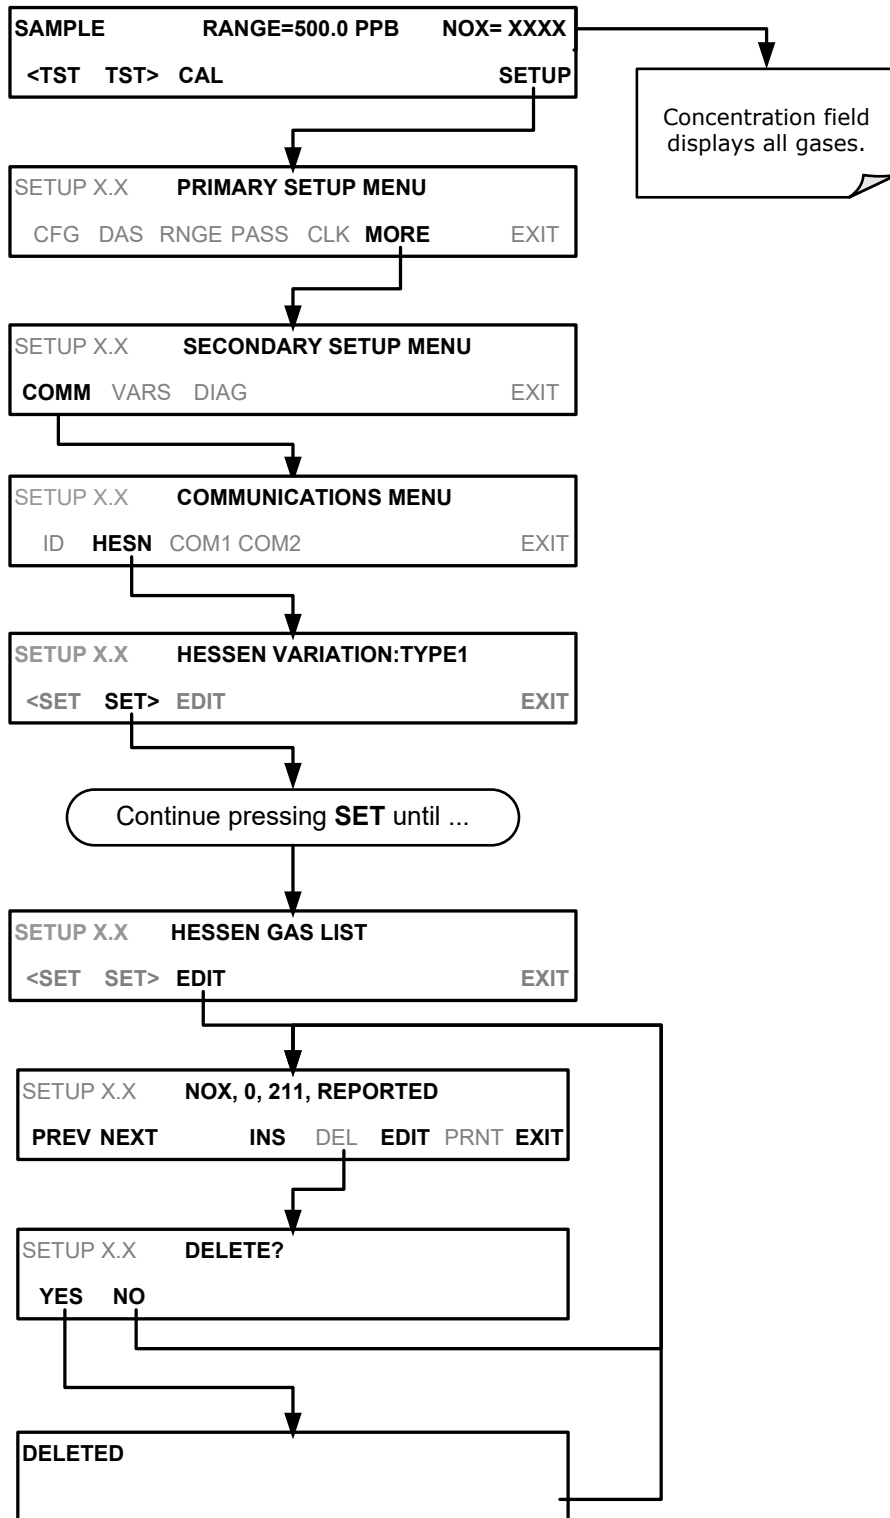 SAMPLE RANGE=500.0 PPB NOX= XXXX
<TST TST> CAL SETUP
Concentration field
displays all gases.
SETUP X.X PRIMARY SETUP MENU
CFG DAS RNGE PASS CLK MORE EXIT
SETUP X.X SECONDARY SETUP MENU
COMM VARS DIAG EXIT
SETUP X.X COMMUNICATIONS MENU
ID HESN COM1 COM2 EXIT
SETUP X.X HESSEN VARIATION:TYPE1
<SET SET> EDIT EXIT
Continue pressing SET until ...
SETUP X.X HESSEN GAS LIST
<SET SET> EDIT EXIT
SETUP X.X NOX, 0, 211, REPORTED
PREV NEXT INS DEL EDIT PRNT EXIT
SETUP X.X DELETE?
YES NO
DELETED